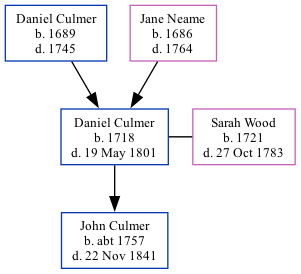 Daniel Culmer
b. 1689
d. 1745
Jane Neame
b. 1686
d. 1764
Daniel Culmer
b. 1718
d. 19 May 1801
Sarah Wood
b. 1721
d. 27 Oct 1783
John Culmer
b. abt 1757
d. 22 Nov 1841